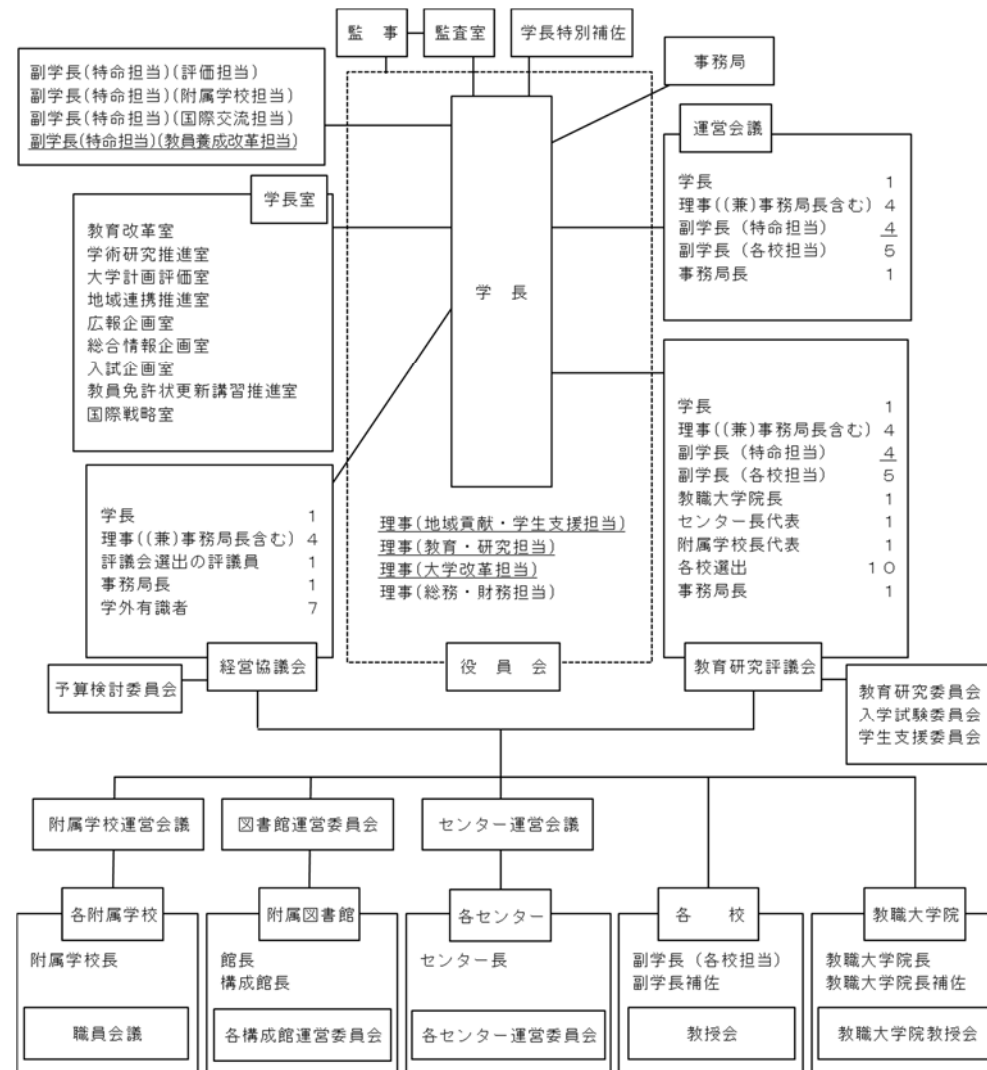 監　事
監査室
学長特別補佐
事務局
副学長(特命担当)(評価担当)
副学長(特命担当)(附属学校担当)
副学長(特命担当)(国際交流担当)
副学長(特命担当)(教員養成改革担当)
運営会議
学長　1
理事((兼)事務局長含む)　4
副学長（特命担当）　4
副学長（各校担当）　5
事務局長　1
学長室
教育改革室
学術研究推進室
大学計画評価室
地域連携推進室
広報企画室
総合情報企画室
入試企画室
教員免許状更新講習推進室
国際戦略室
学　長
学長　1
理事((兼)事務局長含む)　4
副学長（特命担当）　4
副学長（各校担当）　5
教職大学院長　1
センター長代表　1
附属学校長代表　1
各校選出　10
事務局長　1
学長　1
理事((兼)事務局長含む)　4
評議会選出の評議員　1
事務局長　1
学外有識者　7
理事(地域貢献・学生支援担当)
理事(教育・研究担当)
理事(大学改革担当)
理事(総務・財務担当)
経営協議会
役　員　会
教育研究評議会
予算検討委員会
教育研究委員会
入学試験委員会
学生支援委員会
附属学校運営会議
図書館運営委員会
センター運営会議
各附属学校
附属図書館
各センター
各　　校
教職大学院
附属学校長
館長
構成館長
センター長
副学長（各校担当）
副学長補佐
教職大学院長
教職大学院長補佐
職員会議
各構成館運営委員会
各センター運営委員会
教授会
教職大学院教授会